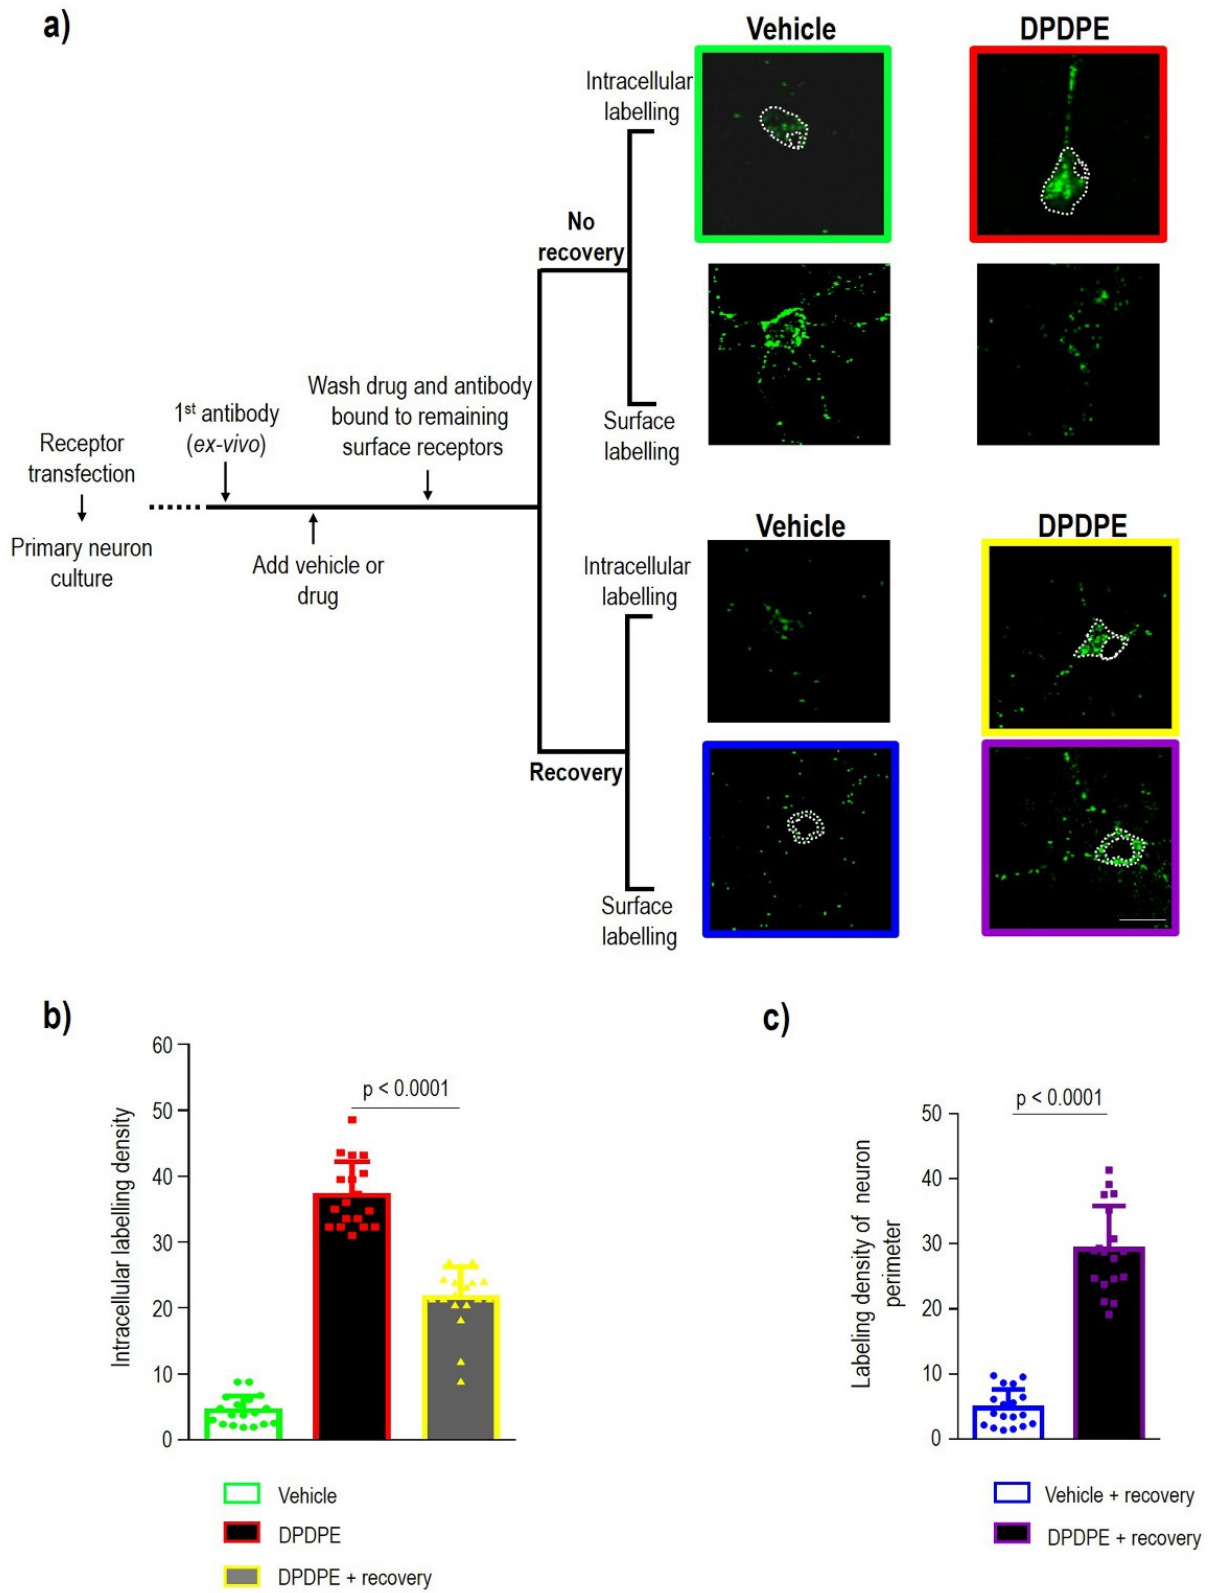 a)
Vehicle
DPDPE
Intracellular
labelling
No
recovery
Surface
labelling
Wash drug and antibody
bound to remaining
surface receptors
1st antibody
(ex-vivo)
Receptor
transfection
Primary neuron
culture
Add vehicle or
drug
Vehicle
DPDPE
Intracellular
labelling
Recovery
Surface
labelling
b)
Intracellular labelling density
60
50
40
30
20
10
0
p < 0.0001
Vehicle
DPDPE
DPDPE + recovery
c)
Labeling density of neuron
perimeter
50
40
30
20
10
0
p < 0.0001
Vehicle + recovery
DPDPE + recovery